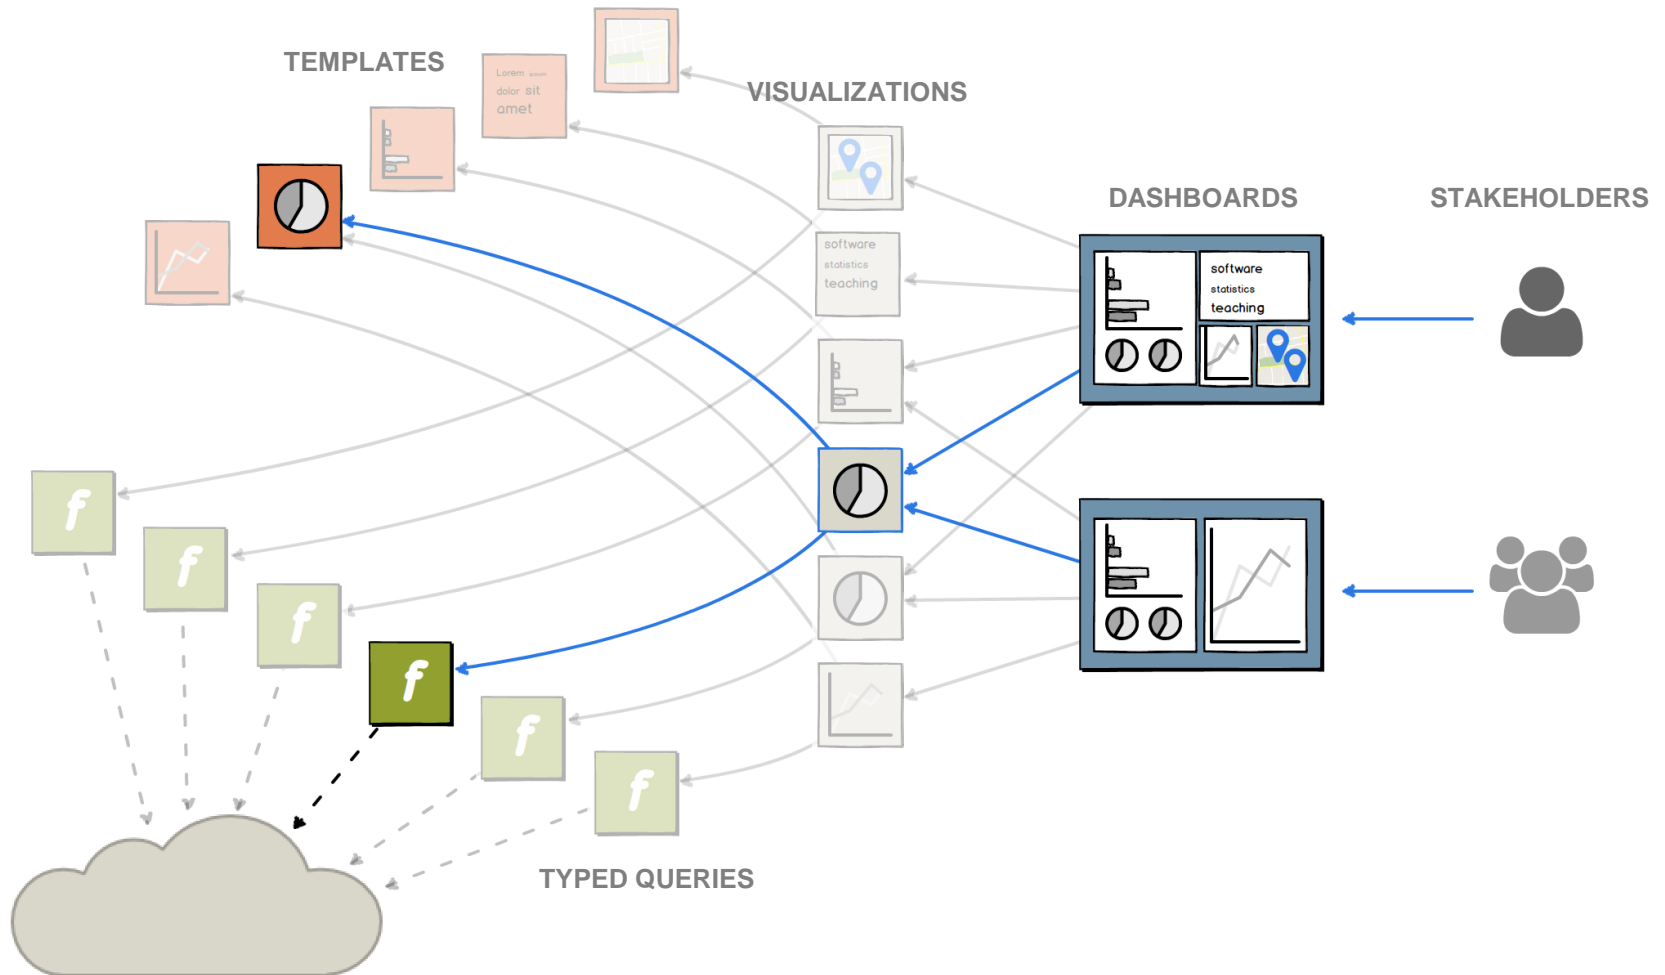 TEMPLATES
Lorem ipsum
dolor sit
amet
VISUALIZATIONS
software
statistics
teaching
DASHBOARDS
software
statistics
teaching
STAKEHOLDERS
f
f
f
f
f
f
TYPED QUERIES